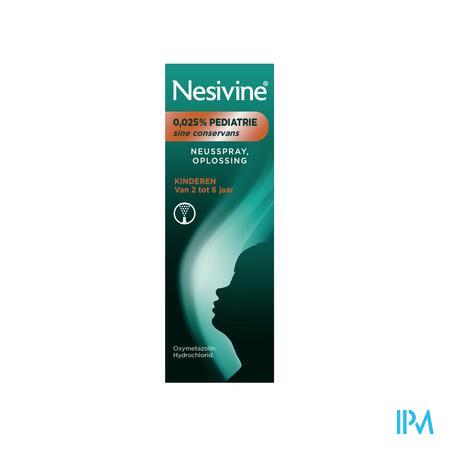 Nesivine®
0,025% PEDIATRIE
sine conservans
NEUSSPRAY,
OPLOSSING
KINDEREN
Van 2 tot 6 jaar
Oxymetazolin
Hydrochlorid.
IPM